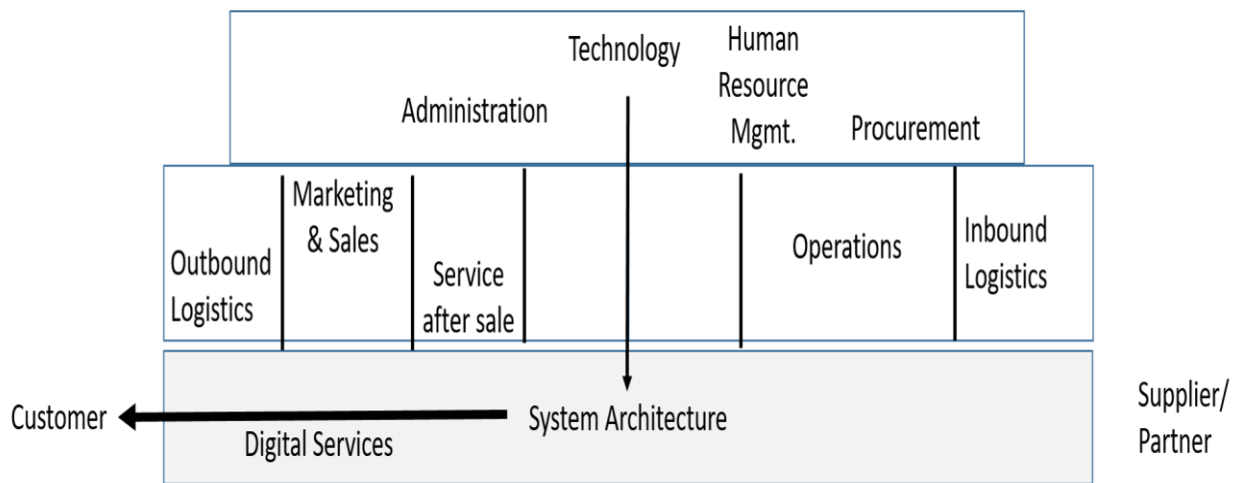 Technology
Human
Resource
Mgmt.
Administration
Procurement
Marketing
& Sales
Outbound
Logistics
Service
after sale
Operations
Inbound
Logistics
Customer
Digital Services
System Architecture
Supplier/
Partner